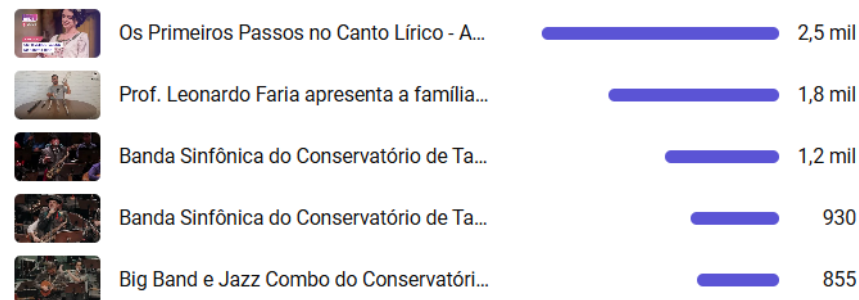 Os Primeiros Passos no Canto Lírico - A... 2,5 mil
Prof. Leonardo Faria apresenta a família... 1,8 mil
Banda Sinfônica do Conservatório de Ta... 1,2 mil
Banda Sinfônica do Conservatório de Ta... 930
Big Band e Jazz Combo do Conservatóri... 855